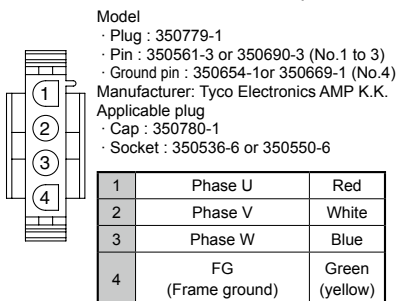 Model
· Plug : 350779-1
· Pin : 350561-3 or 350690-3 (No.1 to 3)
· Ground pin : 350654-1or 350669-1 (No.4)
Manufacturer: Tyco Electronics AMP K.K.
Applicable plug
· Cap : 350780-1
· Socket : 350536-6 or 350550-6
1
2
3
4
1 Phase U Red
2 Phase V White
3 Phase W Blue
4 FG (Frame ground) Green (yellow)